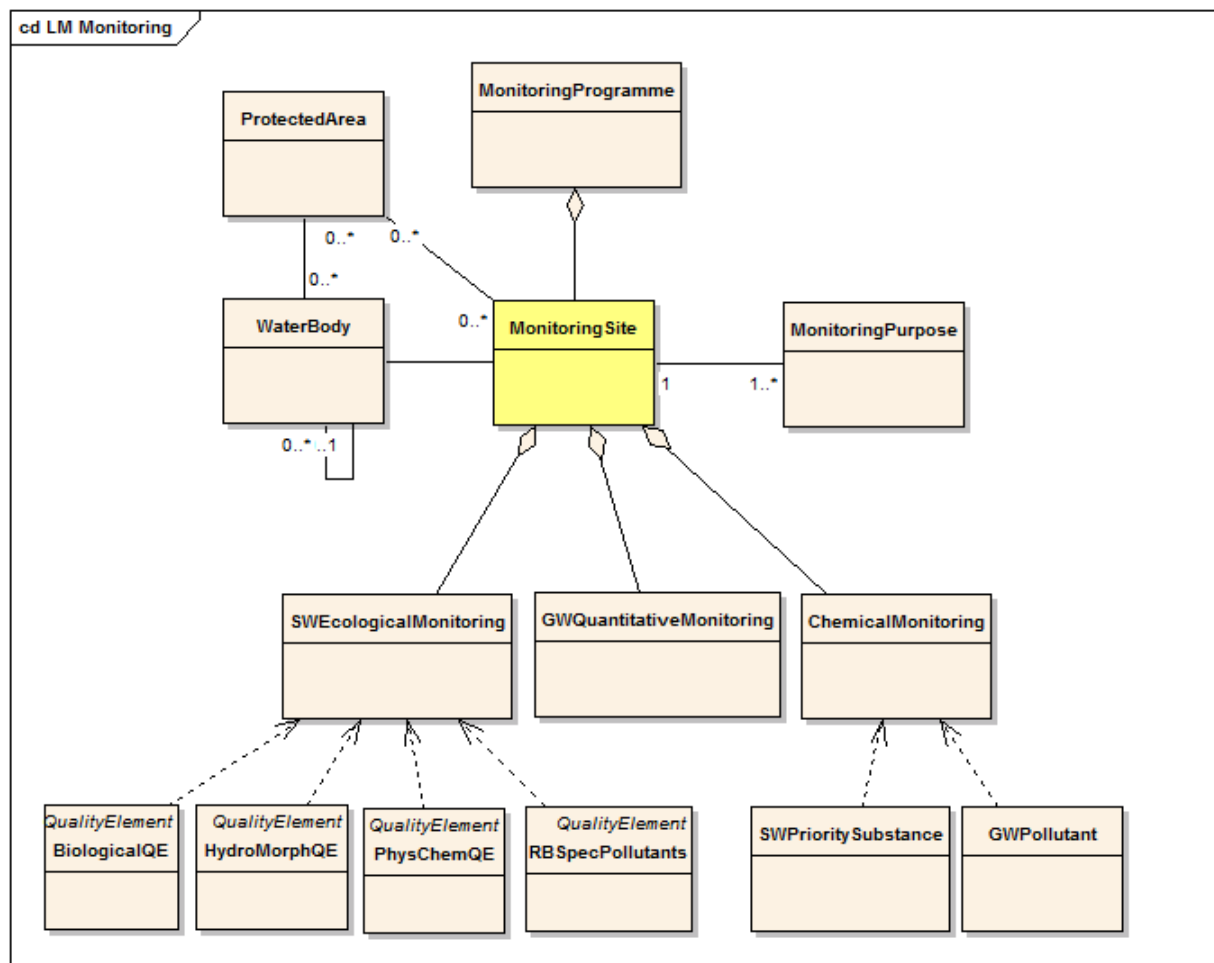 cd LM Monitoring
MonitoringProgramme
ProtectedArea
0..*
0..*
0..*
0..*
WaterBody
MonitoringSite
MonitoringPurpose
1
1..*
0..*
..1
SWEcologicalMonitoring
GWQuantitativeMonitoring
ChemicalMonitoring
QualityElement
BiologicalQE
QualityElement
HydroMorphQE
QualityElement
PhysChemQE
QualityElement
RBSpecPollutants
SWPrioritySubstance
GWPollutant